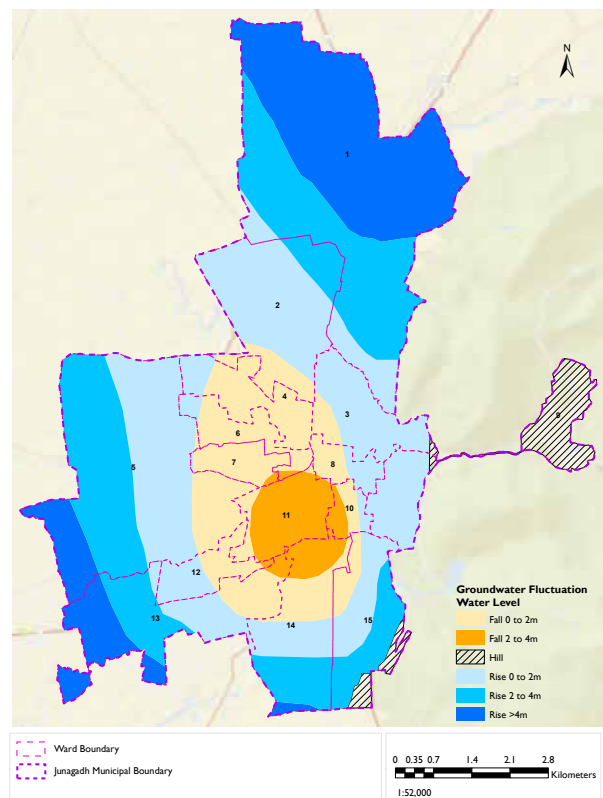 N
1
2
3
4
5
6
7
8
9
10
11
12
13
14
15
Groundwater Fluctuation
Water Level
Fall 0 to 2m
Fall 2 to 4m
Hill
Rise 0 to 2m
Rise 2 to 4m
Rise >4m
Ward Boundary
Junagadh Municipal Boundary
0 0.35 0.7 1.4 2.1 2.8
Kilometers
1:52,000